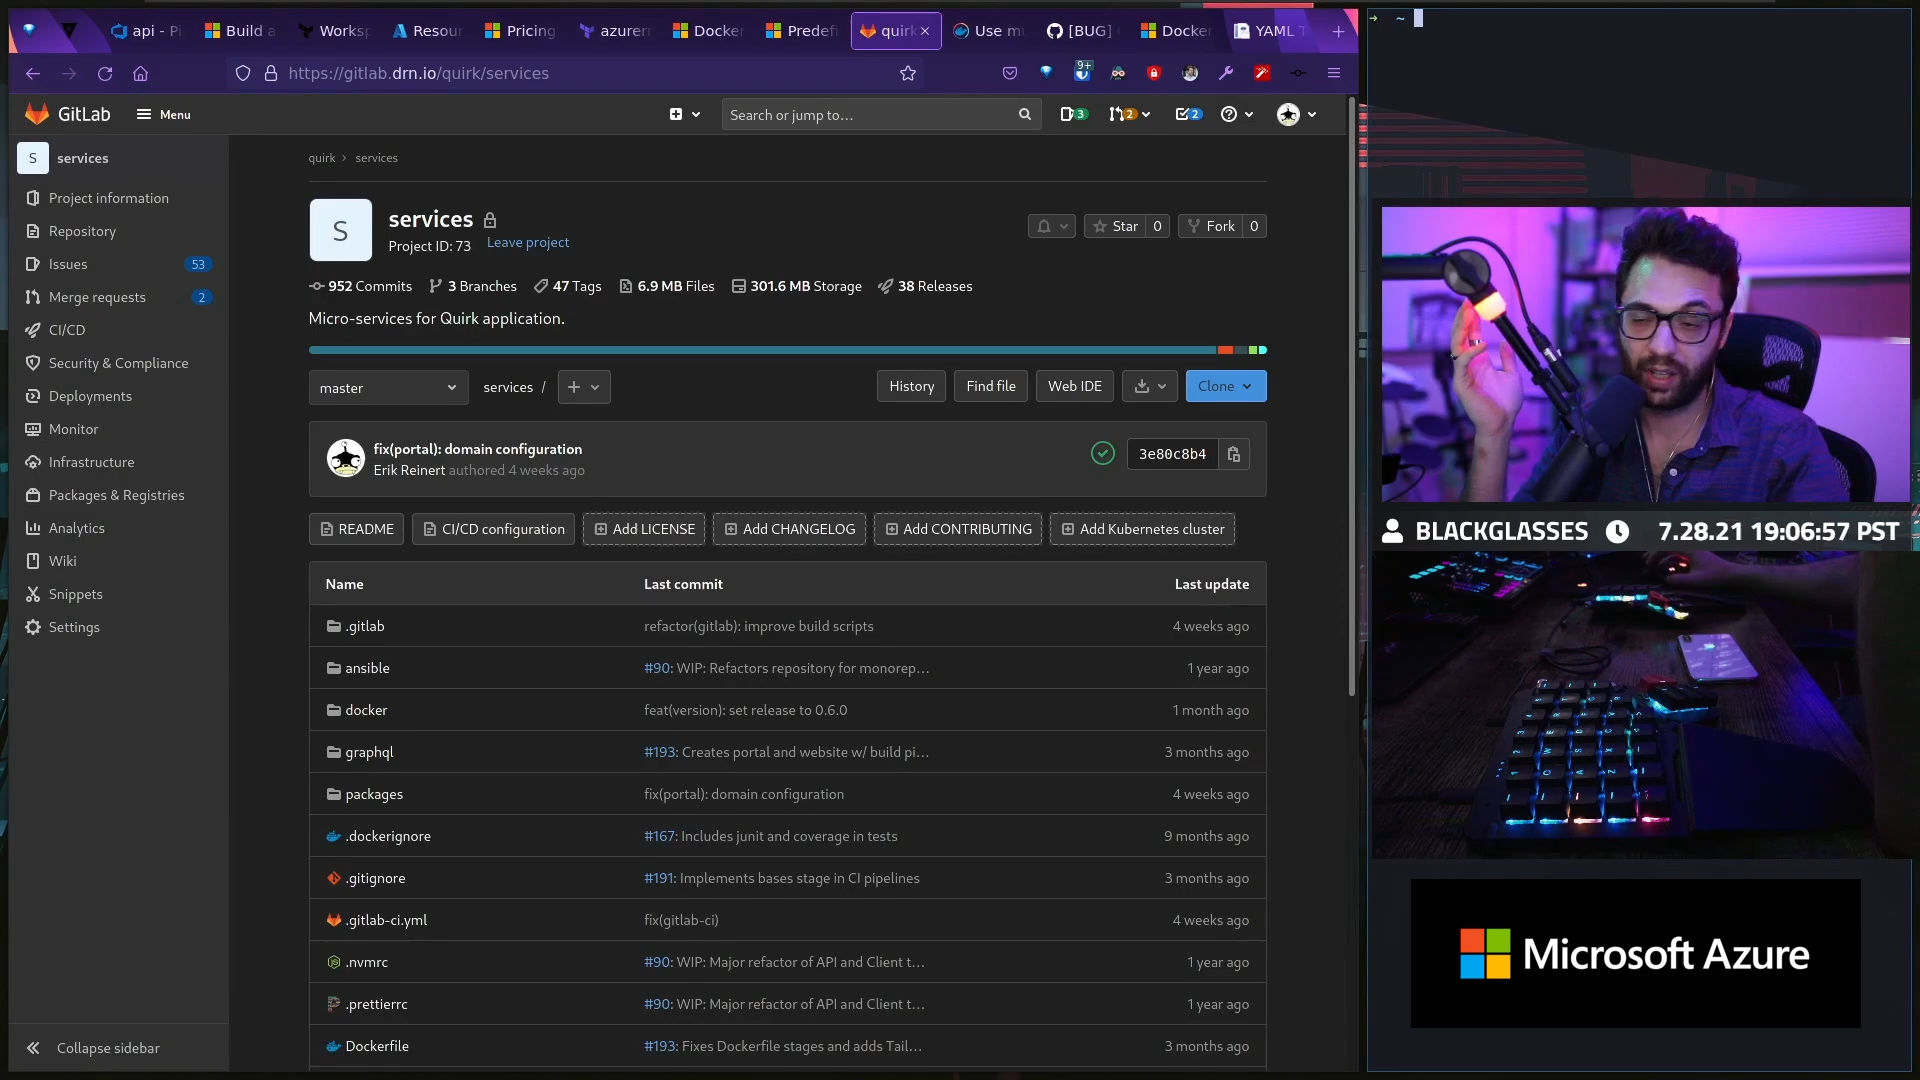 api - Pi
Build a
Worksp
Resour
Pricing
azurerm
Docker
Predefi
quirk
Use mu
[BUG]
Docker
YAML T
https://gitlab.drn.io/quirk/services
9+
GitLab
Menu
Search or jump to...
3
2
2
S
services
Project information
Repository
Issues
53
Merge requests
2
CI/CD
Security & Compliance
Deployments
Monitor
Infrastructure
Packages & Registries
Analytics
Wiki
Snippets
Settings
Collapse sidebar
quirk > services
S
services
Project ID: 73
Leave project
Star
0
Fork
0
952 Commits
3 Branches
47 Tags
6.9 MB Files
301.6 MB Storage
38 Releases
Micro-services for Quirk application.
master
services /
History
Find file
Web IDE
Clone
fix(portal): domain configuration
Erik Reinert authored 4 weeks ago
3e80c8b4
README
CI/CD configuration
Add LICENSE
Add CHANGELOG
Add CONTRIBUTING
Add Kubernetes cluster
Name Last commit Last update
.gitlab refactor(gitlab): improve build scripts 4 weeks ago
ansible #90: WIP: Refactors repository for monorep... 1 year ago
docker feat(version): set release to 0.6.0 1 month ago
graphql #193: Creates portal and website w/ build pi... 3 months ago
packages fix(portal): domain configuration 4 weeks ago
.dockerignore #167: Includes junit and coverage in tests 9 months ago
.gitignore #191: Implements bases stage in CI pipelines 3 months ago
.gitlab-ci.yml fix(gitlab-ci) 4 weeks ago
.nvmrc #90: WIP: Major refactor of API and Client t... 1 year ago
.prettierrc #90: WIP: Major refactor of API and Client t... 1 year ago
Dockerfile #193: Fixes Dockerfile stages and adds Tail... 3 months ago
~
BLACKGLASSES
7.28.21 19:06:57 PST
Microsoft Azure